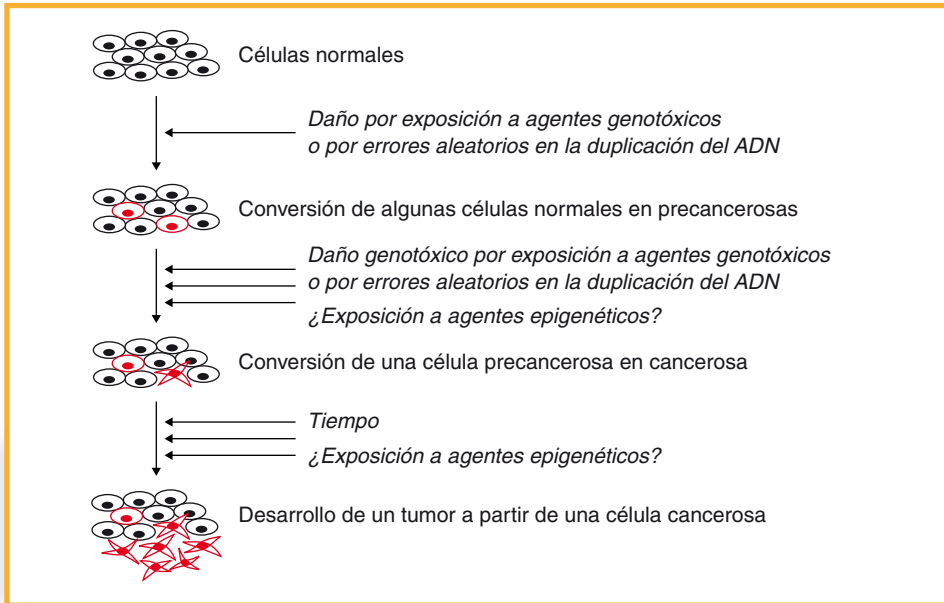 Células normales
Daño por exposición a agentes genotóxicos
o por errores aleatorios en la duplicación del ADN
Conversión de algunas células normales en precancerosas
Daño genotóxico por exposición a agentes genotóxicos
o por errores aleatorios en la duplicación del ADN
¿Exposición a agentes epigenéticos?
Conversión de una célula precancerosa en cancerosa
Tiempo
¿Exposición a agentes epigenéticos?
Desarrollo de un tumor a partir de una célula cancerosa